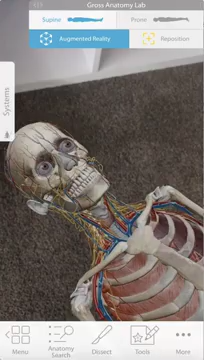 Gross Anatomy Lab
Supine
Prone
Augmented Reality
Reposition
Systems
Menu
Anatomy
Search
Dissect
Tools
More